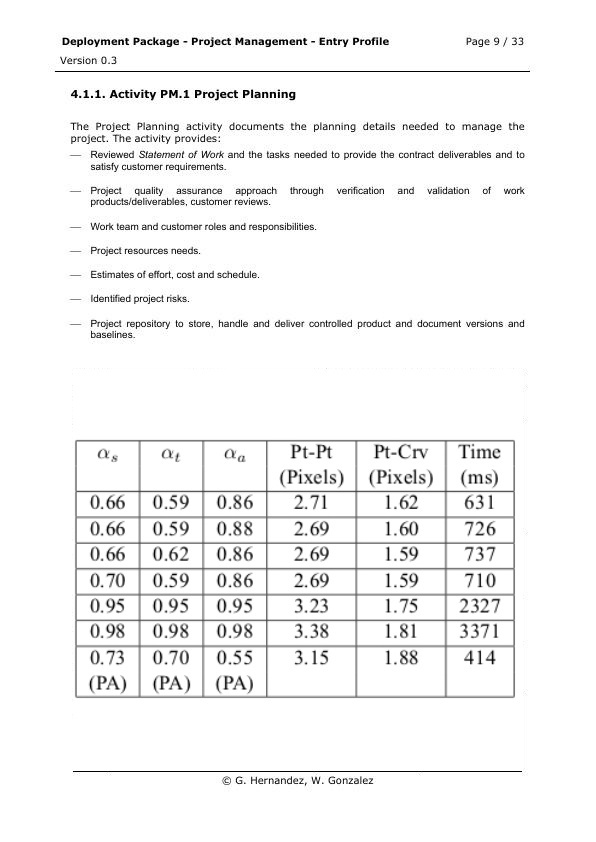 Deployment Package - Project Management - Entry Profile Page 9 / 33
Version 0.3
4.1.1. Activity PM.1 Project Planning
The Project Planning activity documents the planning details needed to manage the
project. The activity provides:
— Reviewed Statement of Work and the tasks needed to provide the contract deliverables and to
satisfy customer requirements.
— Project quality assurance approach through verification and validation of work
products/deliverables, customer reviews.
— Work team and customer roles and responsibilities.
— Project resources needs.
— Estimates of effort, cost and schedule.
— Identified project risks.
— Project repository to store, handle and deliver controlled product and document versions and
baselines.
αs αt αa Pt-Pt Pt-Crv Time
(Pixels) (Pixels) (ms)
0.66 0.59 0.86 2.71 1.62 631
0.66 0.59 0.88 2.69 1.60 726
0.66 0.62 0.86 2.69 1.59 737
0.70 0.59 0.86 2.69 1.59 710
0.95 0.95 0.95 3.23 1.75 2327
0.98 0.98 0.98 3.38 1.81 3371
0.73 0.70 0.55 3.15 1.88 414
(PA) (PA) (PA)
© G. Hernandez, W. Gonzalez